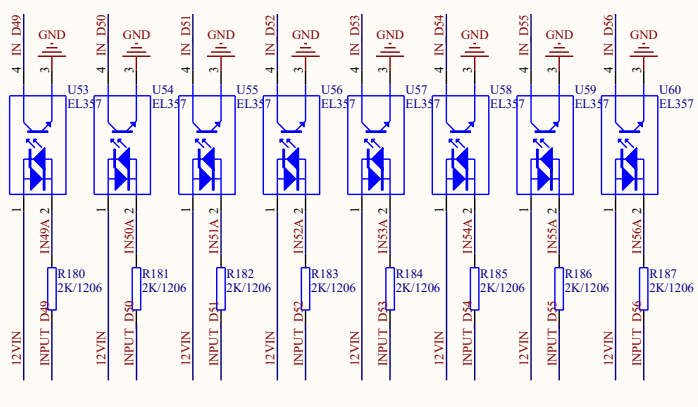 IN D49
GND
4
3
U53
EL357
1
2
IN49A
R180
2K/1206
12VIN
INPUT D49
IN D50
GND
4
3
U54
EL357
1
2
IN50A
R181
2K/1206
12VIN
INPUT D50
IN D51
GND
4
3
U55
EL357
1
2
IN51A
R182
2K/1206
12VIN
INPUT D51
IN D52
GND
4
3
U56
EL357
1
2
IN52A
R183
2K/1206
12VIN
INPUT D52
IN D53
GND
4
3
U57
EL357
1
2
IN53A
R184
2K/1206
12VIN
INPUT D53
IN D54
GND
4
3
U58
EL357
1
2
IN54A
R185
2K/1206
12VIN
INPUT D54
IN D55
GND
4
3
U59
EL357
1
2
IN55A
R186
2K/1206
12VIN
INPUT D55
IN D56
GND
4
3
U60
EL357
1
2
IN56A
R187
2K/1206
12VIN
INPUT D56